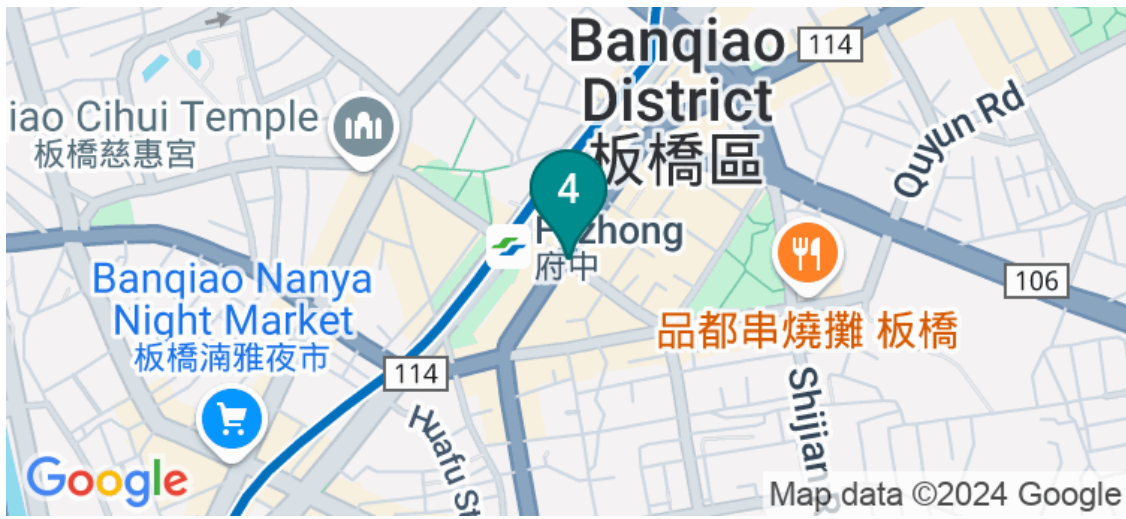 Banqiao
District
板橋區
114
Quyun Rd
iao Cihui Temple
板橋慈惠宮
4
府中
106
Banqiao Nanya
Night Market
板橋湳雅夜市
品都串燒攤 板橋
114
Huafu St
Shijian
Google
Map data ©2024 Google